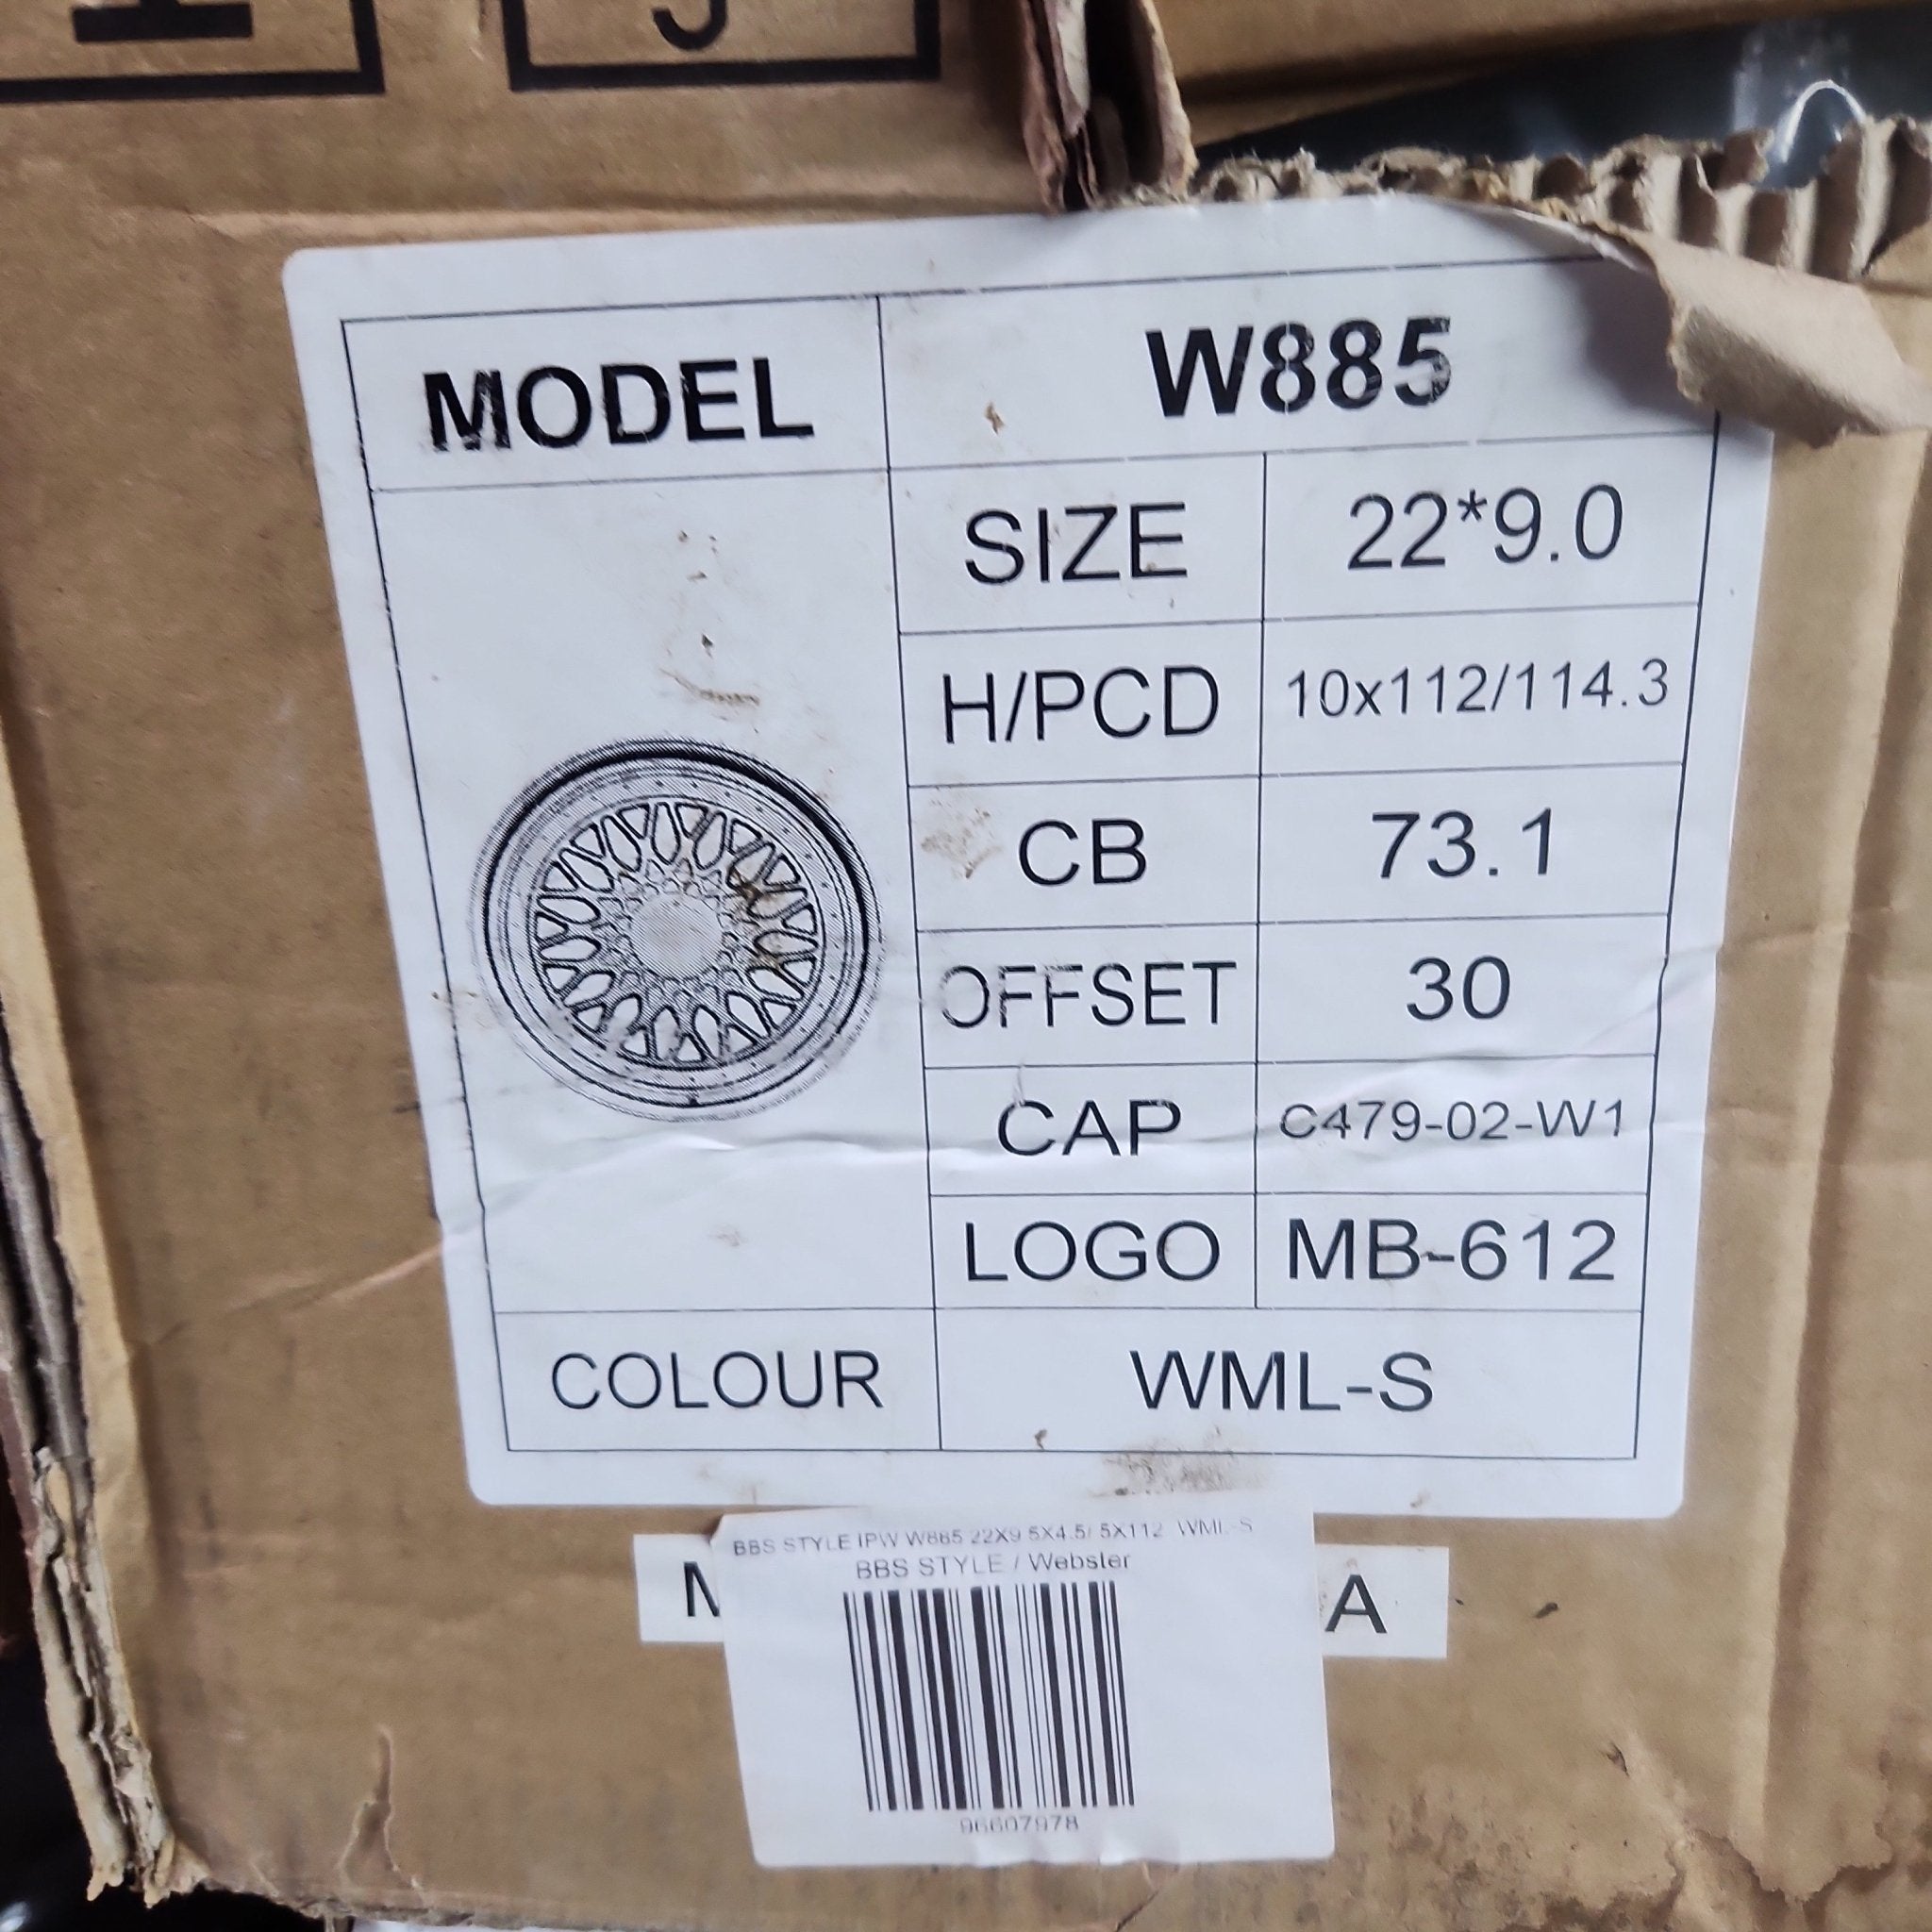 MODEL W885
SIZE 22*9.0
H/PCD 10x112/114.3
CB 73.1
OFFSET 30
CAP C479-02-W1
LOGO MB-612
COLOUR WML-S
BBS STYLE IPW W885 22X9 5X4.5/ 5X112 WML-S
BBS STYLE / Webster
A
96607978